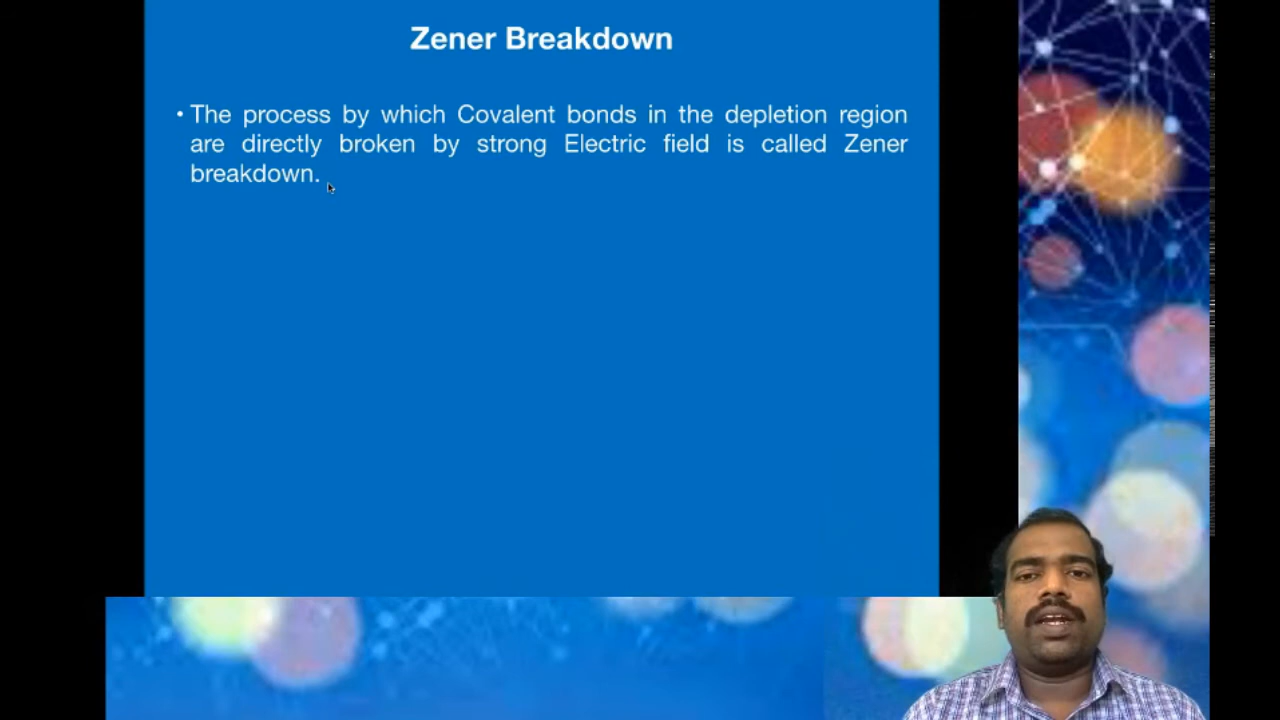 Zener Breakdown
• The process by which Covalent bonds in the depletion region
are directly broken by strong Electric field is called Zener
breakdown.